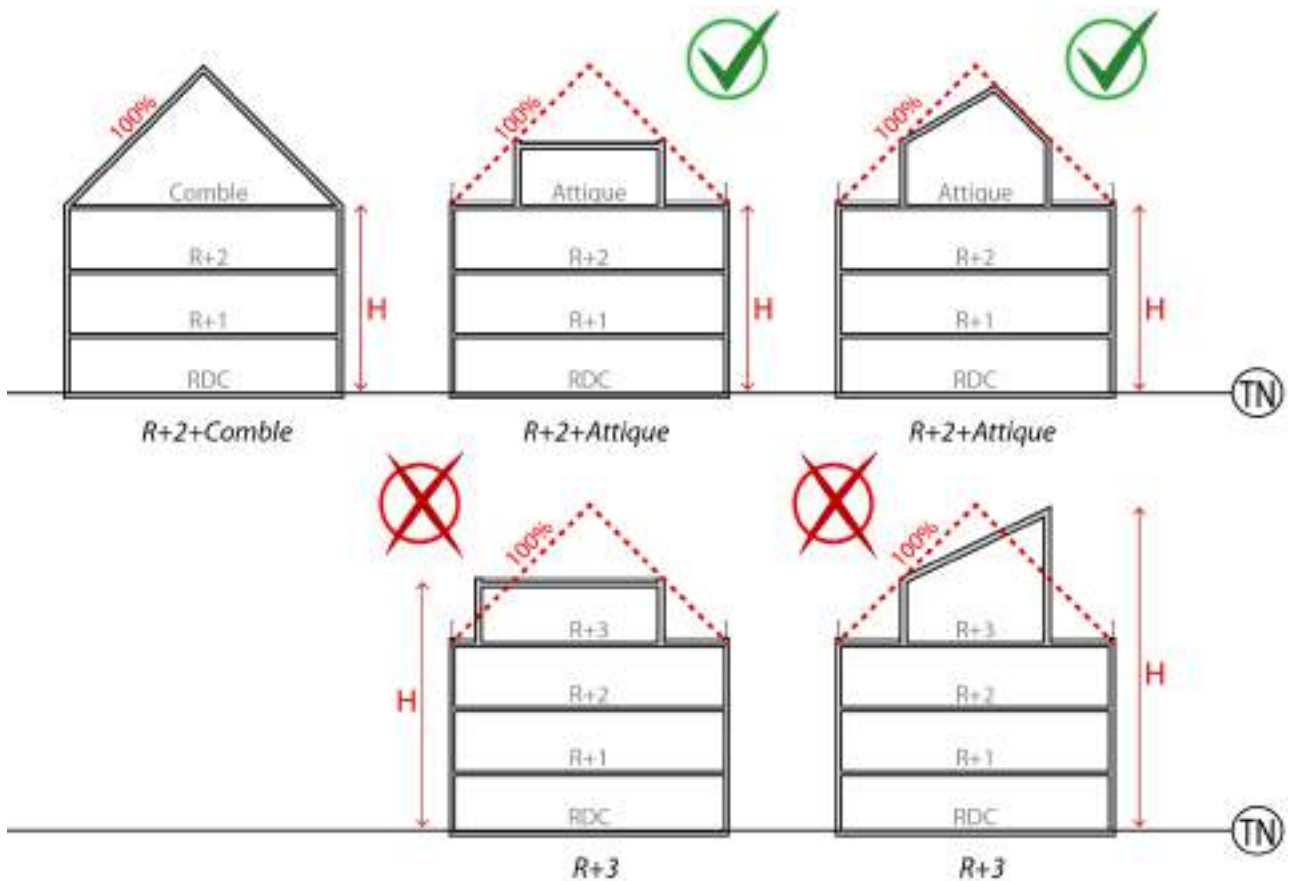 100%
100%
100%
Comble
Attique
Attique
R+2
R+2
R+2
H
H
H
R+1
R+1
R+1
RDC
RDC
RDC
TN
R+2+Comble
R+2+Attique
R+2+Attique
100%
100%
R+3
R+3
H
H
R+2
R+2
R+1
R+1
RDC
RDC
TN
R+3
R+3